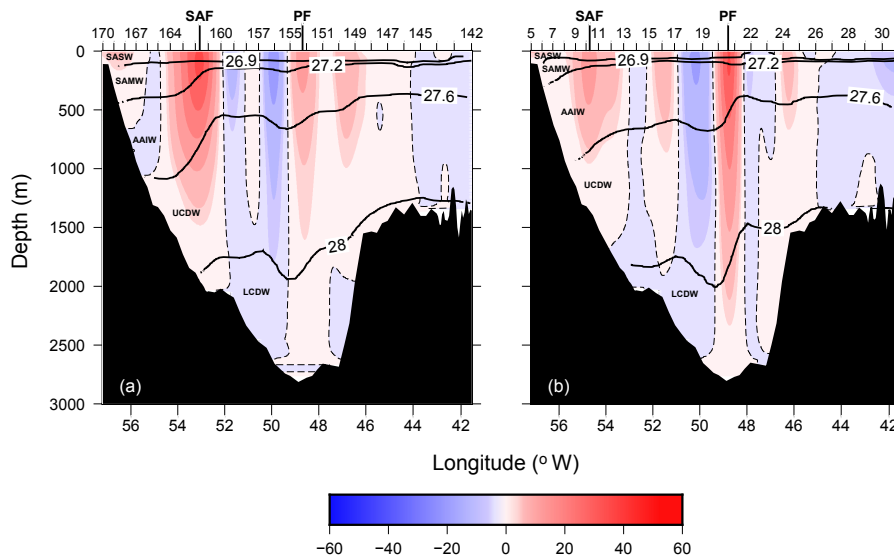 SAF PF
170 167 164 160 157 155 151 147 145 142
SAF PF
5 7 9 11 13 15 17 19 22 24 26 28 30
0
500
1000
1500
2000
2500
3000
Depth (m)
SASW
SAMW
AAIW
UCDW
LCDW
26.9
27.2
27.6
28
(a)
56 54 52 50 48 46 44 42
SASW
SAMW
AAIW
UCDW
LCDW
26.9
27.2
27.6
28
(b)
56 54 52 50 48 46 44 42
Longitude (° W)
−60 −40 −20 0 20 40 60